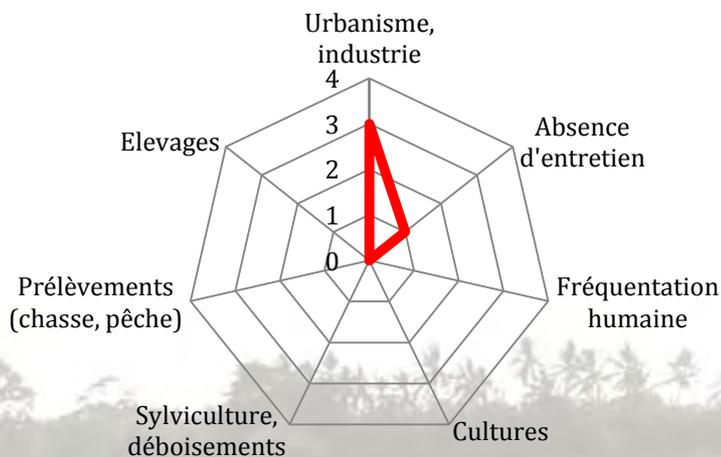 Urbanisme,
industrie
4
3
2
1
0
Absence
d'entretien
Fréquentation
humaine
Cultures
Sylviculture,
déboisements
Prélèvements
(chasse, pêche)
Elevages